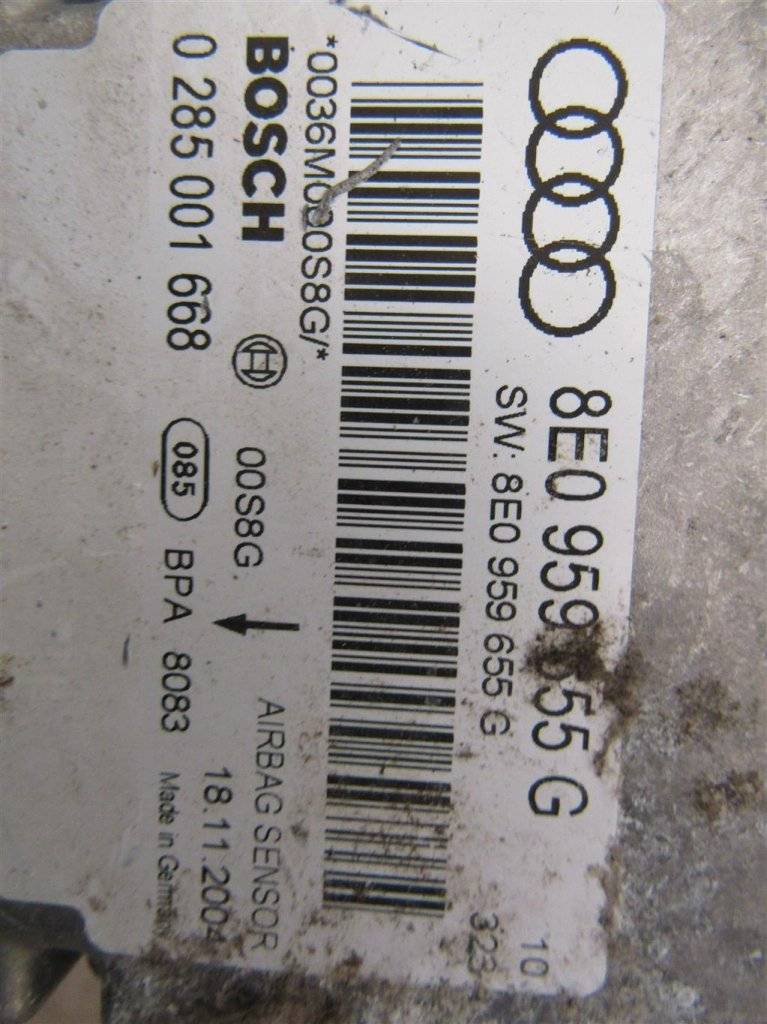 8E0 959 655 G
SW: 8E0 959 655 G
10
*0036M000S8G/*
BOSCH
00S8G
AIRBAG SENSOR
0 285 001 668
18.11.2004
085
BPA 8083
Made in Germany